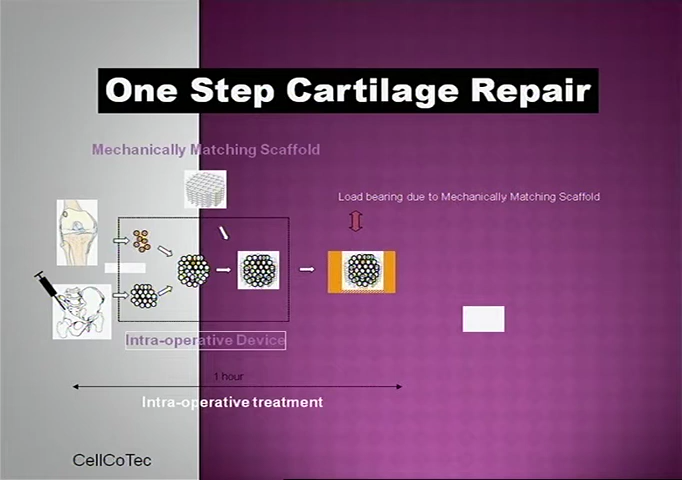 One Step Cartilage Repair
Mechanically Matching Scaffold
Load bearing due to Mechanically Matching Scaffold
Intra-operative Device
1 hour
Intra-operative treatment
CellCoTec